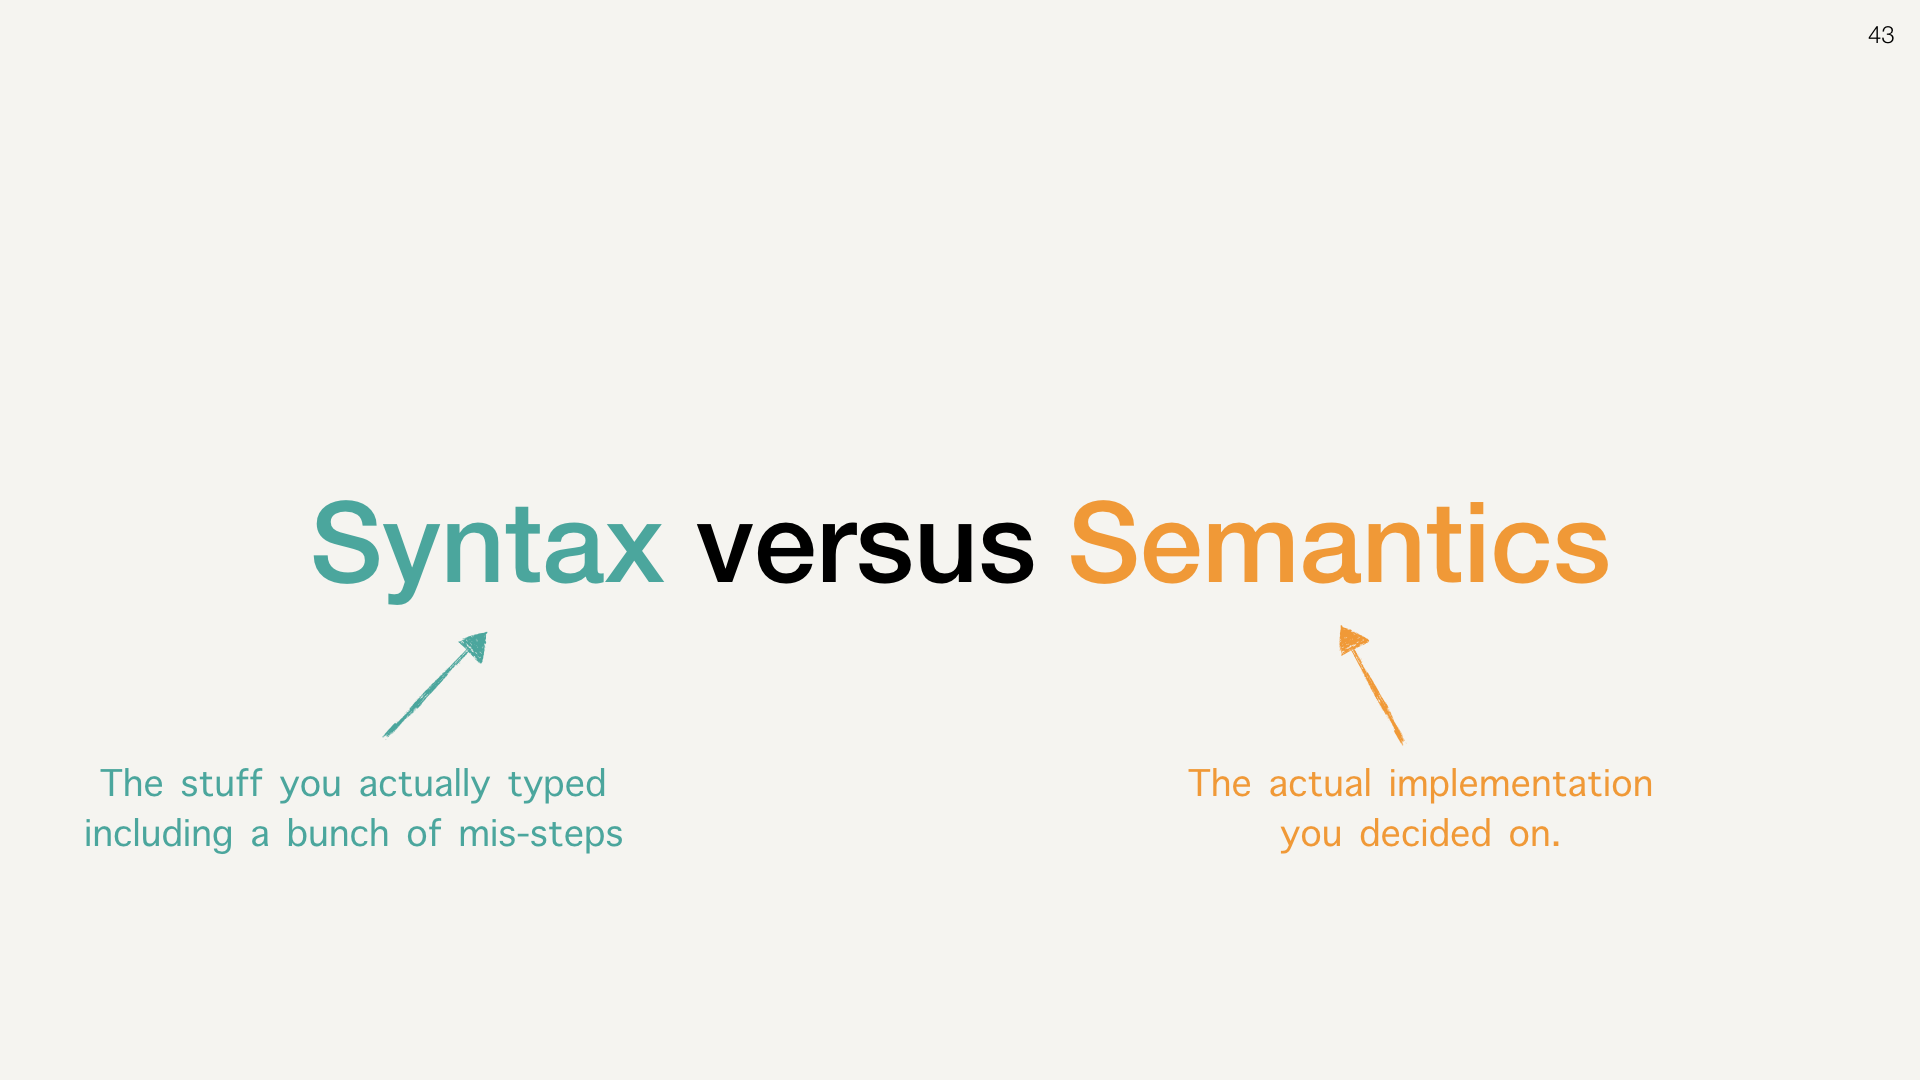 43
Syntax versus Semantics
The stuff you actually typed
including a bunch of mis-steps
The actual implementation
you decided on.